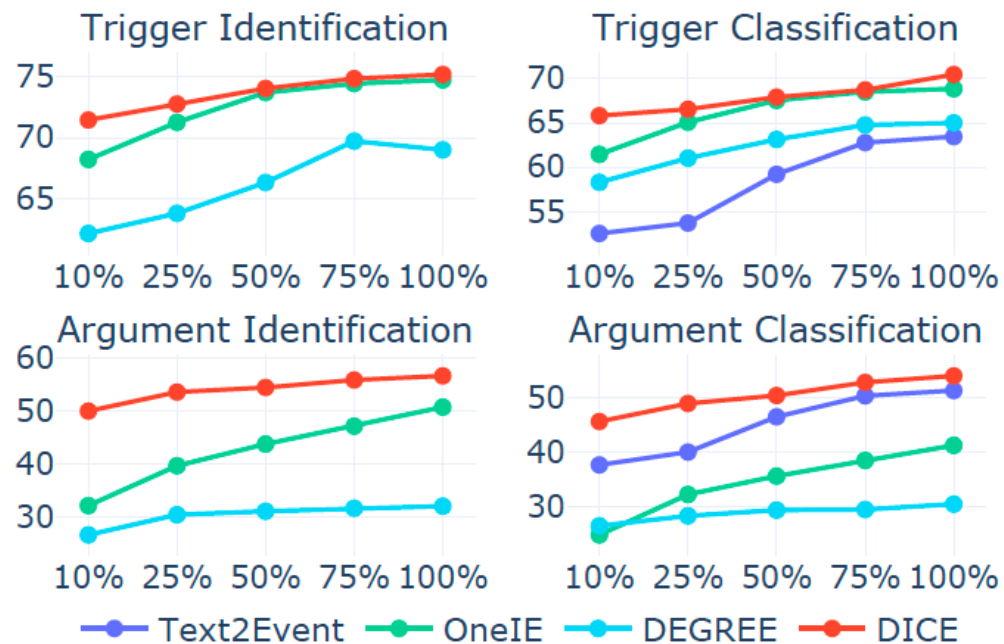 Trigger Identification
75
70
65
10% 25% 50% 75% 100%
Trigger Classification
70
65
60
55
10% 25% 50% 75% 100%
Argument Identification
60
50
40
30
10% 25% 50% 75% 100%
Argument Classification
50
40
30
10% 25% 50% 75% 100%
Text2Event OneIE DEGREE DICE